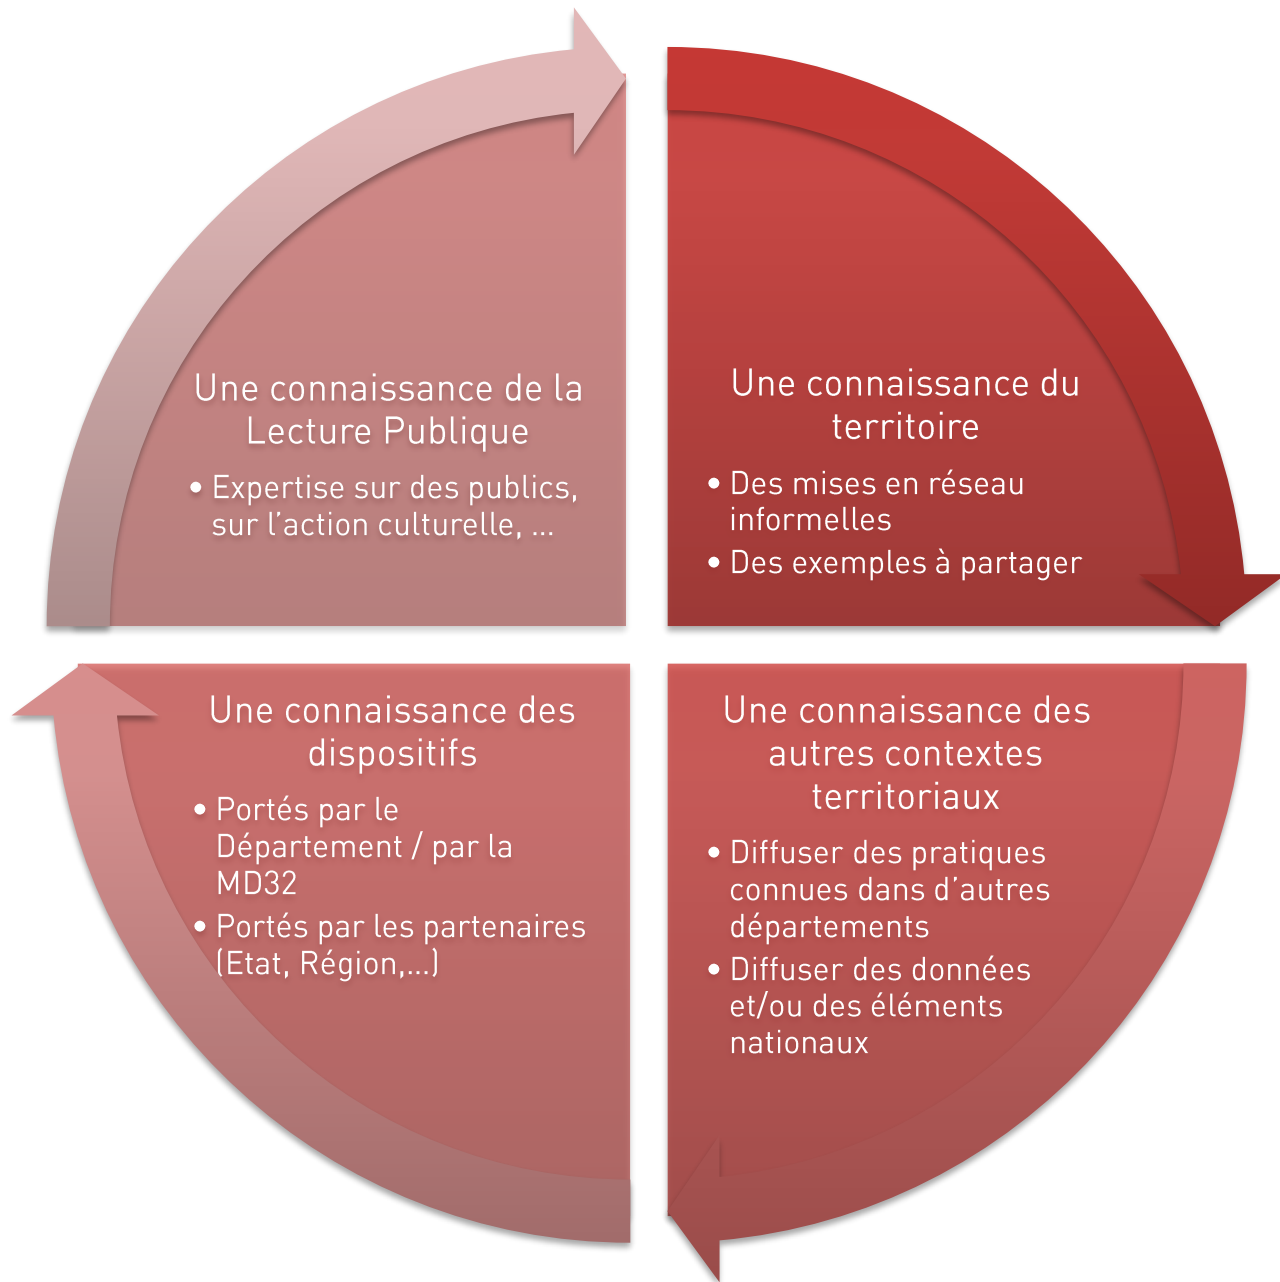 Une connaissance de la
Lecture Publique
• Expertise sur des publics,
sur l'action culturelle, ...
Une connaissance du
territoire
• Des mises en réseau
informelles
• Des exemples à partager
Une connaissance des
dispositifs
• Portés par le
Département / par la
MD32
• Portés par les partenaires
(Etat, Région,...)
Une connaissance des
autres contextes
territoriaux
• Diffuser des pratiques
connues dans d'autres
départements
• Diffuser des données
et/ou des éléments
nationaux